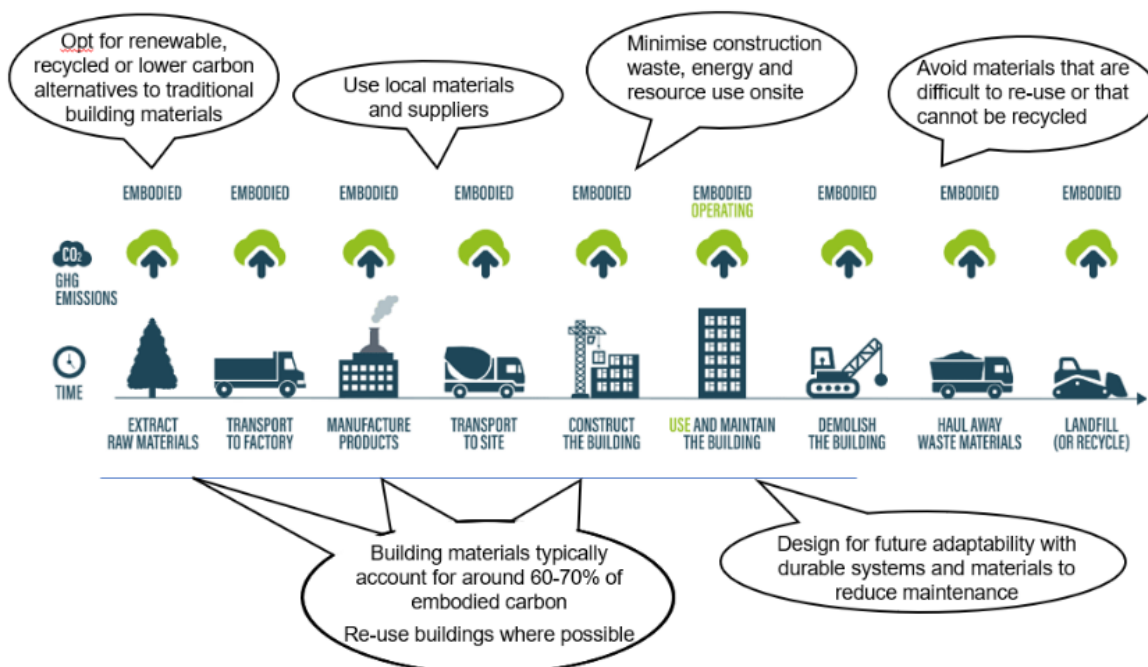 Opt for renewable,
recycled or lower carbon
alternatives to traditional
building materials
Use local materials
and suppliers
Minimise construction
waste, energy and
resource use onsite
Avoid materials that are
difficult to re-use or that
cannot be recycled
EMBODIED
EMBODIED
EMBODIED
EMBODIED
EMBODIED
EMBODIED
OPERATING
EMBODIED
EMBODIED
EMBODIED
CO₂
GHG
EMISSIONS
TIME
EXTRACT
RAW MATERIALS
TRANSPORT
TO FACTORY
MANUFACTURE
PRODUCTS
TRANSPORT
TO SITE
CONSTRUCT
THE BUILDING
USE AND MAINTAIN
THE BUILDING
DEMOLISH
THE BUILDING
HAUL AWAY
WASTE MATERIALS
LANDFILL
(OR RECYCLE)
Building materials typically
account for around 60-70% of
embodied carbon
Re-use buildings where possible
Design for future adaptability with
durable systems and materials to
reduce maintenance